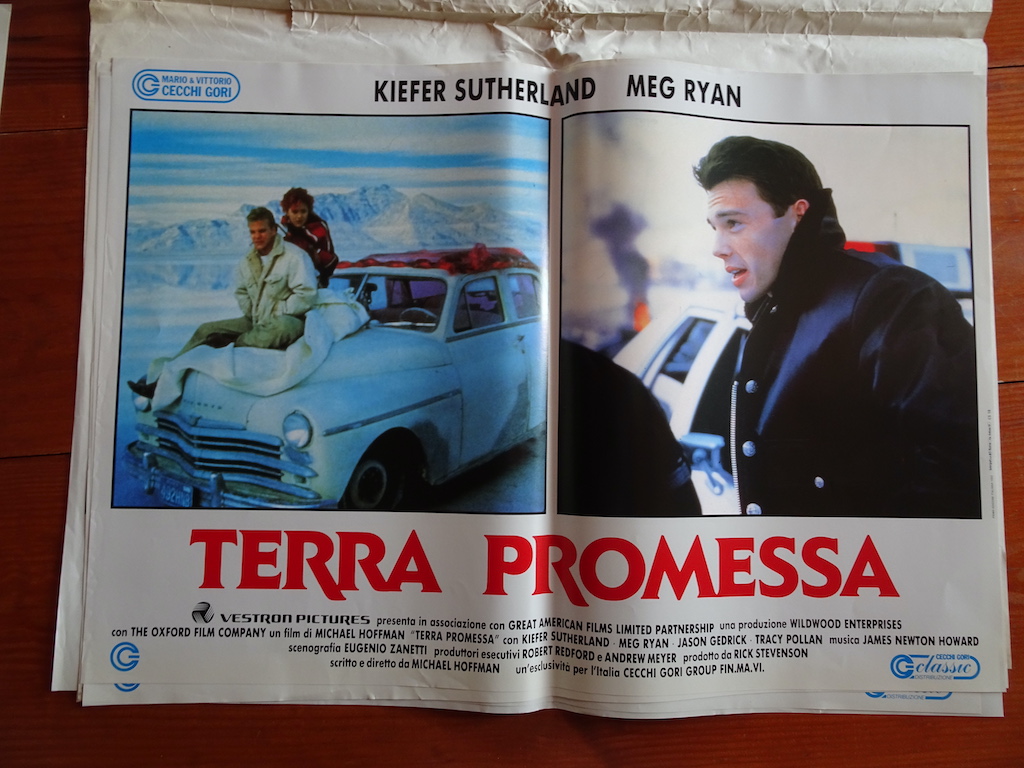 MARIO & VITTORIO
CECCHI GORI
KIEFER SUTHERLAND MEG RYAN
TERRA PROMESSA
VESTRON PICTURES presenta in associazione con GREAT AMERICAN FILMS LIMITED PARTNERSHIP una produzione WILDWOOD ENTERPRISES
con THE OXFORD FILM COMPANY un film di MICHAEL HOFFMAN "TERRA PROMESSA" con KIEFER SUTHERLAND · MEG RYAN · JASON GEDRICK · TRACY POLLAN musica JAMES NEWTON HOWARD
scenografia EUGENIO ZANETTI produttori esecutivi ROBERT REDFORD e ANDREW MEYER prodotto da RICK STEVENSON
scritto e diretto da MICHAEL HOFFMAN un'esclusività per l'Italia CECCHI GORI GROUP FIN.MA.VI.
CECCHI GORI
classic
DISTRIBUZIONE
DISTRIBUZIONE